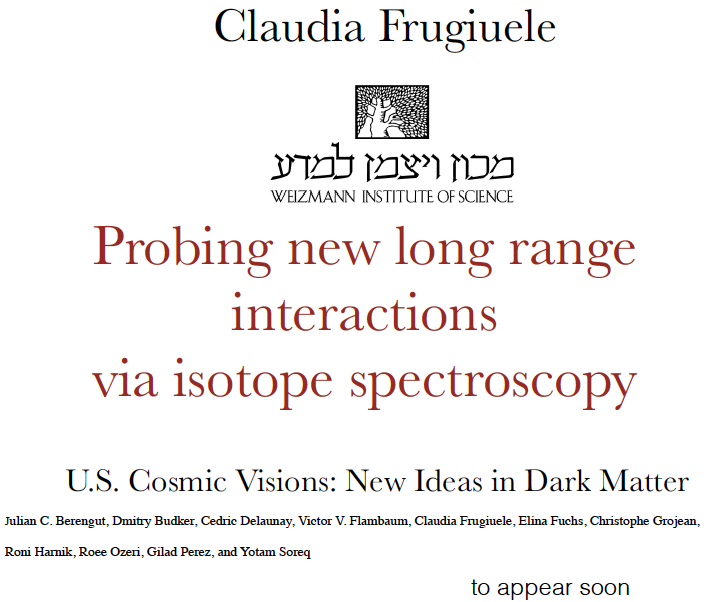 Claudia Frugiuele
מכון ויצמן למדע
WEIZMANN INSTITUTE OF SCIENCE
Probing new long range
interactions
via isotope spectroscopy
U.S. Cosmic Visions: New Ideas in Dark Matter
Julian C. Berengut, Dmitry Budker, Cedric Delaunay, Victor V. Flambaum, Claudia Frugiuele, Elina Fuchs, Christophe Grojean,
Roni Harnik, Roee Ozeri, Gilad Perez, and Yotam Soreq
to appear soon